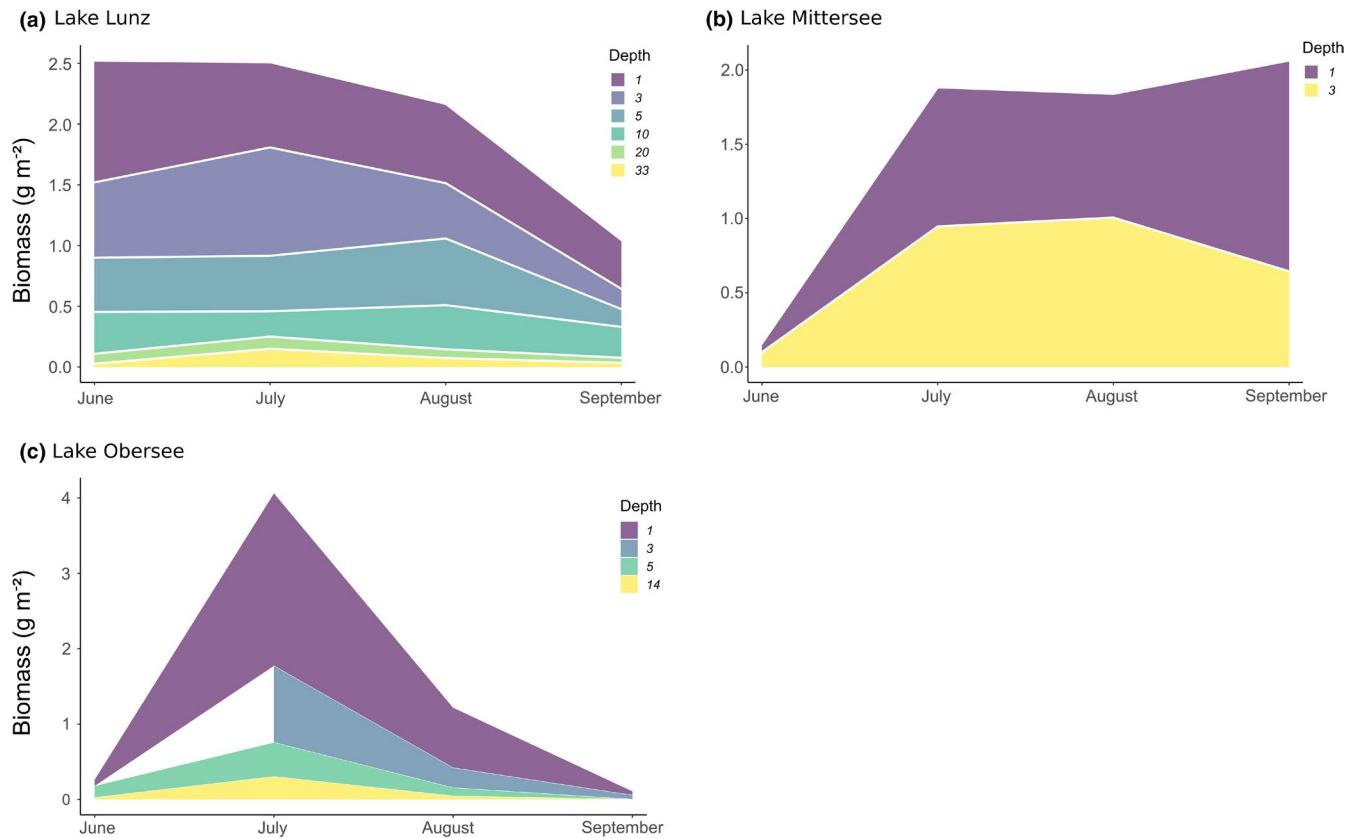 (a) Lake Lunz
Biomass (g m⁻²)
2.5
2.0
1.5
1.0
0.5
0.0
June July August September
Depth
1
3
5
10
20
33
(b) Lake Mittersee
2.0
1.5
1.0
0.5
0.0
June July August September
Depth
1
3
(c) Lake Obersee
Biomass (g m⁻²)
4
3
2
1
0
June July August September
Depth
1
3
5
14